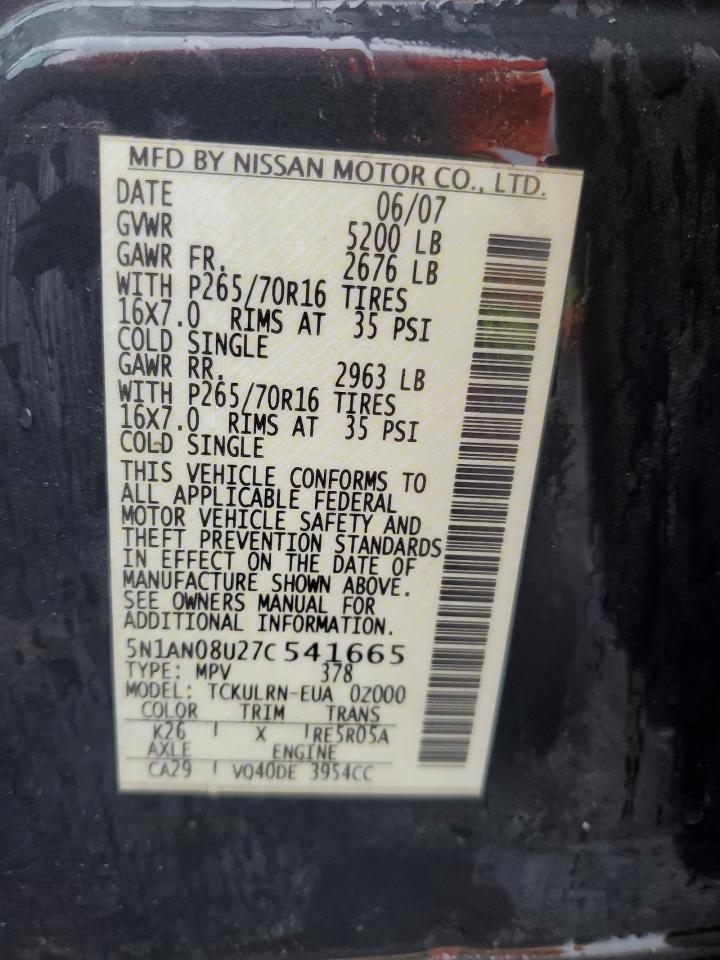 MFD BY NISSAN MOTOR CO., LTD.
DATE 06/07
GVWR 5200 LB
GAWR FR. 2676 LB
WITH P265/70R16 TIRES
16X7.0 RIMS AT 35 PSI
COLD SINGLE
GAWR RR. 2963 LB
WITH P265/70R16 TIRES
16X7.0 RIMS AT 35 PSI
COLD SINGLE
THIS VEHICLE CONFORMS TO
ALL APPLICABLE FEDERAL
MOTOR VEHICLE SAFETY AND
THEFT PREVENTION STANDARDS
IN EFFECT ON THE DATE OF
MANUFACTURE SHOWN ABOVE.
SEE OWNERS MANUAL FOR
ADDITIONAL INFORMATION.
5N1AN08U27C541665
TYPE: MPV 378
MODEL: TCKULRN-EUA 0Z000
COLOR TRIM TRANS
K26 X RE5R05A
AXLE ENGINE
CA29 VQ40DE 3954CC